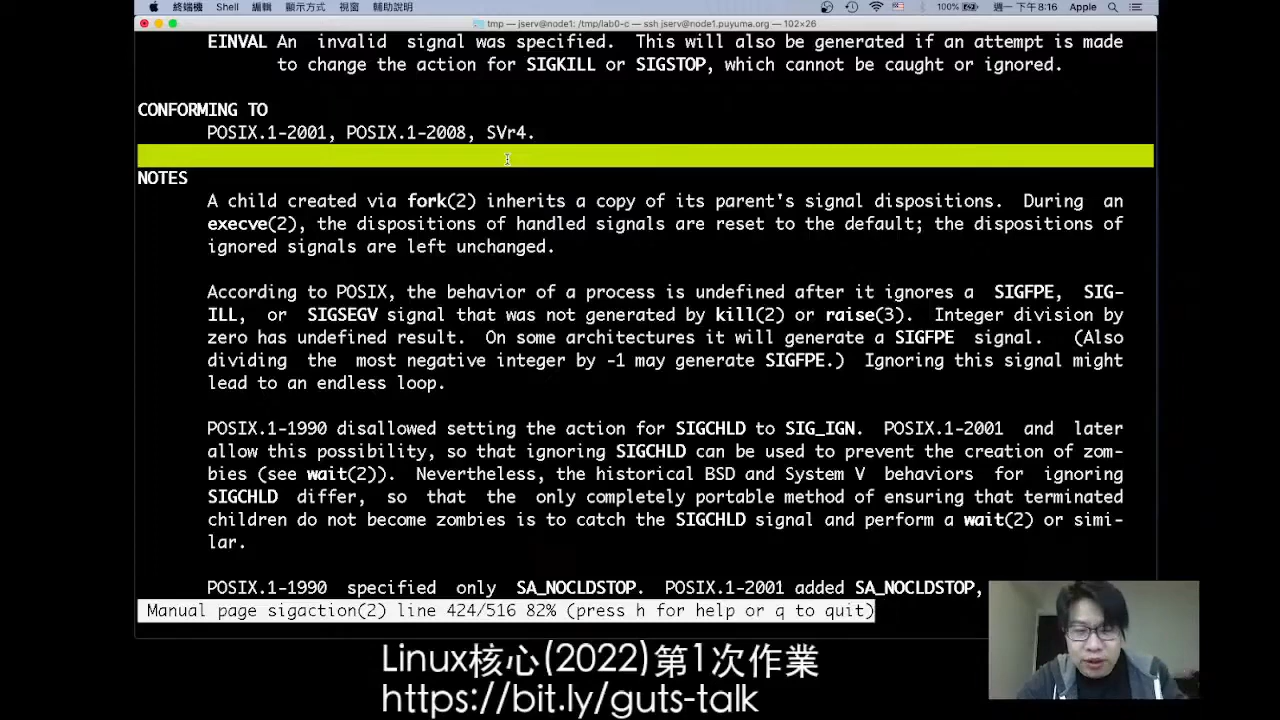 終端機 Shell 編輯 顯示方式 視窗 輔助說明 100% 週一 下午8:16 Apple
tmp — jserv@node1: /tmp/lab0-c — ssh jserv@node1.puyuma.org — 102×26
EINVAL An invalid signal was specified. This will also be generated if an attempt is made
to change the action for SIGKILL or SIGSTOP, which cannot be caught or ignored.
CONFORMING TO
POSIX.1-2001, POSIX.1-2008, SVr4.
NOTES
A child created via fork(2) inherits a copy of its parent's signal dispositions. During an
execve(2), the dispositions of handled signals are reset to the default; the dispositions of
ignored signals are left unchanged.
According to POSIX, the behavior of a process is undefined after it ignores a SIGFPE, SIG-
ILL, or SIGSEGV signal that was not generated by kill(2) or raise(3). Integer division by
zero has undefined result. On some architectures it will generate a SIGFPE signal. (Also
dividing the most negative integer by -1 may generate SIGFPE.) Ignoring this signal might
lead to an endless loop.
POSIX.1-1990 disallowed setting the action for SIGCHLD to SIG_IGN. POSIX.1-2001 and later
allow this possibility, so that ignoring SIGCHLD can be used to prevent the creation of zom-
bies (see wait(2)). Nevertheless, the historical BSD and System V behaviors for ignoring
SIGCHLD differ, so that the only completely portable method of ensuring that terminated
children do not become zombies is to catch the SIGCHLD signal and perform a wait(2) or simi-
lar.
POSIX.1-1990 specified only SA_NOCLDSTOP. POSIX.1-2001 added SA_NOCLDSTOP,
Manual page sigaction(2) line 424/516 82% (press h for help or q to quit)
Linux核心(2022)第1次作業
https://bit.ly/guts-talk